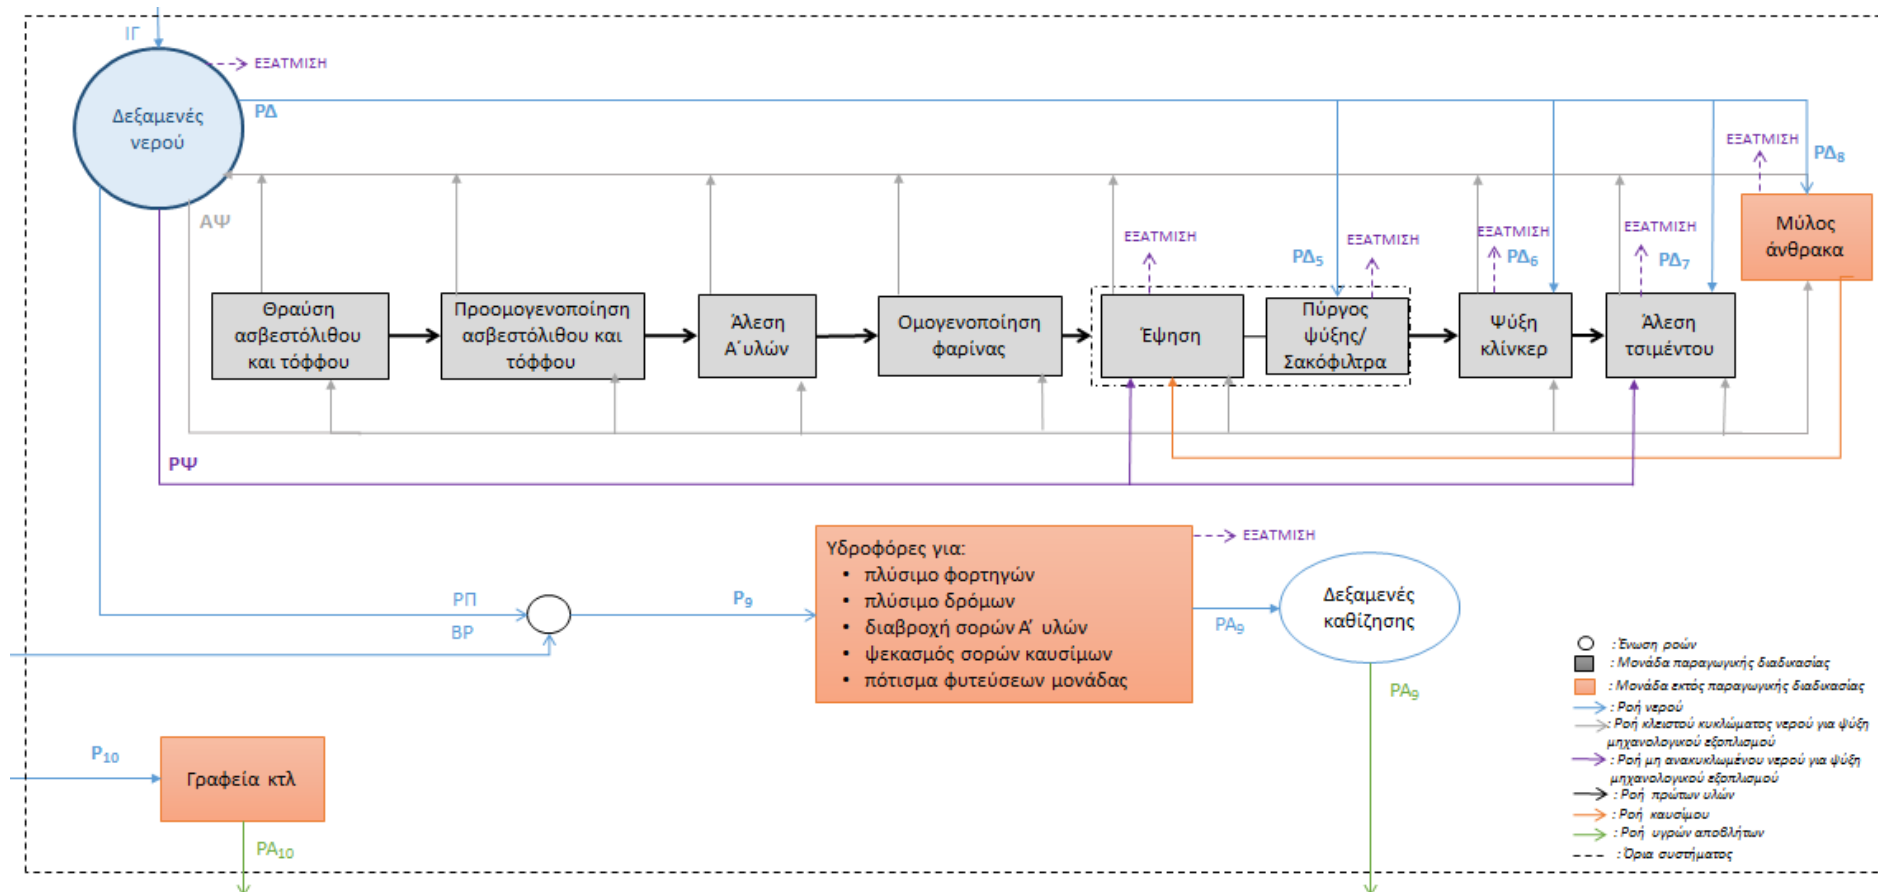 ΙΓ
ΕΞΑΤΜΙΣΗ
Δεξαμενές
νερού
ΡΔ
ΕΞΑΤΜΙΣΗ
ΡΔ8
ΑΨ
Μύλος
άνθρακα
ΕΞΑΤΜΙΣΗ
ΕΞΑΤΜΙΣΗ
ΡΔ5
ΕΞΑΤΜΙΣΗ
ΡΔ6
ΕΞΑΤΜΙΣΗ
ΡΔ7
Θραύση
ασβεστόλιθου
και τόφφου
Προομογενοποίηση
ασβεστόλιθου και
τόφφου
Άλεση
Α΄υλών
Ομογενοποίηση
φαρίνας
Έψηση
Πύργος
ψύξης/
Σακόφιλτρα
Ψύξη
κλίνκερ
Άλεση
τσιμέντου
ΡΨ
ΡΠ
ΒΡ
Ρ9
Υδροφόρες για:
• πλύσιμο φορτηγών
• πλύσιμο δρόμων
• διαβροχή σορών Α΄ υλών
• ψεκασμός σορών καυσίμων
• πότισμα φυτεύσεων μονάδας
ΕΞΑΤΜΙΣΗ
ΡΑ9
Δεξαμενές
καθίζησης
ΡΑ9
Ρ10
Γραφεία κτλ
ΡΑ10
: Ένωση ροών
: Μονάδα παραγωγικής διαδικασίας
: Μονάδα εκτός παραγωγικής διαδικασίας
: Ροή νερού
: Ροή κλειστού κυκλώματος νερού για ψύξη
μηχανολογικού εξοπλισμού
: Ροή μη ανακυκλωμένου νερού για ψύξη
μηχανολογικού εξοπλισμού
: Ροή πρώτων υλών
: Ροή καυσίμου
: Ροή υγρών αποβλήτων
: Όρια συστήματος